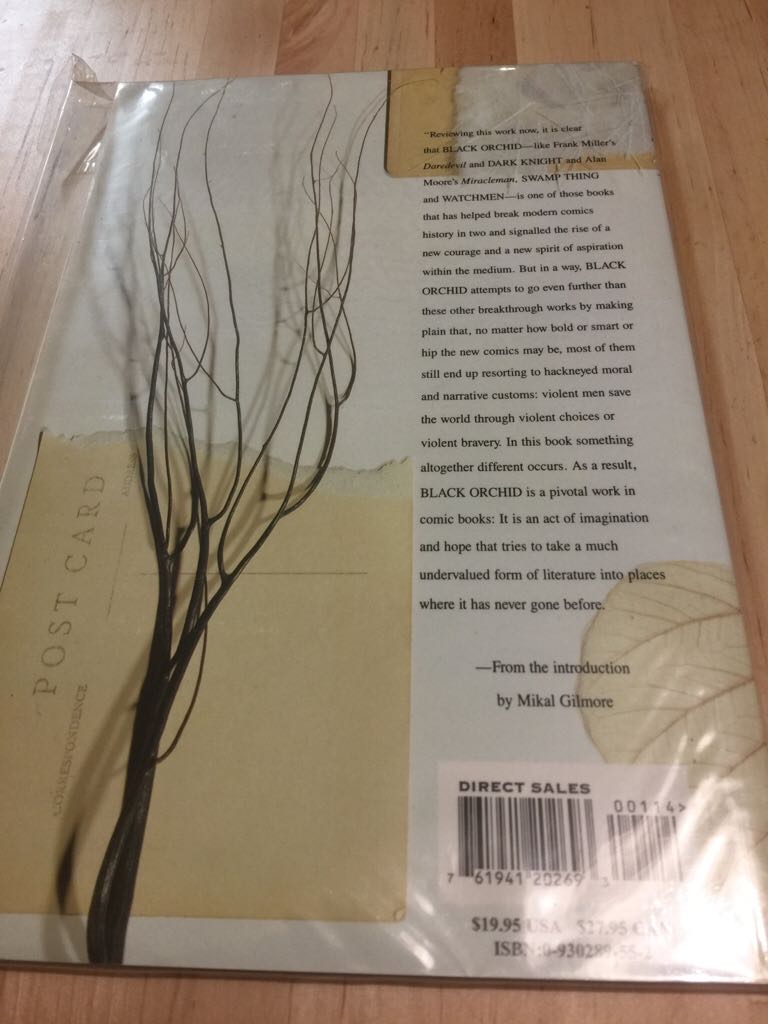 "Reviewing this work now, it is clear
that BLACK ORCHID—like Frank Miller's
Daredevil and DARK KNIGHT and Alan
Moore's Miracleman, SWAMP THING
and WATCHMEN—is one of those books
that has helped break modern comics
history in two and signalled the rise of a
new courage and a new spirit of aspiration
within the medium. But in a way, BLACK
ORCHID attempts to go even further than
these other breakthrough works by making
plain that, no matter how bold or smart or
hip the new comics may be, most of them
still end up resorting to hackneyed moral
and narrative customs: violent men save
the world through violent choices or
violent bravery. In this book something
altogether different occurs. As a result,
BLACK ORCHID is a pivotal work in
comic books: It is an act of imagination
and hope that tries to take a much
undervalued form of literature into places
where it has never gone before.
—From the introduction
by Mikal Gilmore
POST CARD
CORRESPONDENCE
DIRECT SALES
00114>
7 61941 20269 3
$19.95 USA $27.95 CAN
ISBN:0-930289-55-2